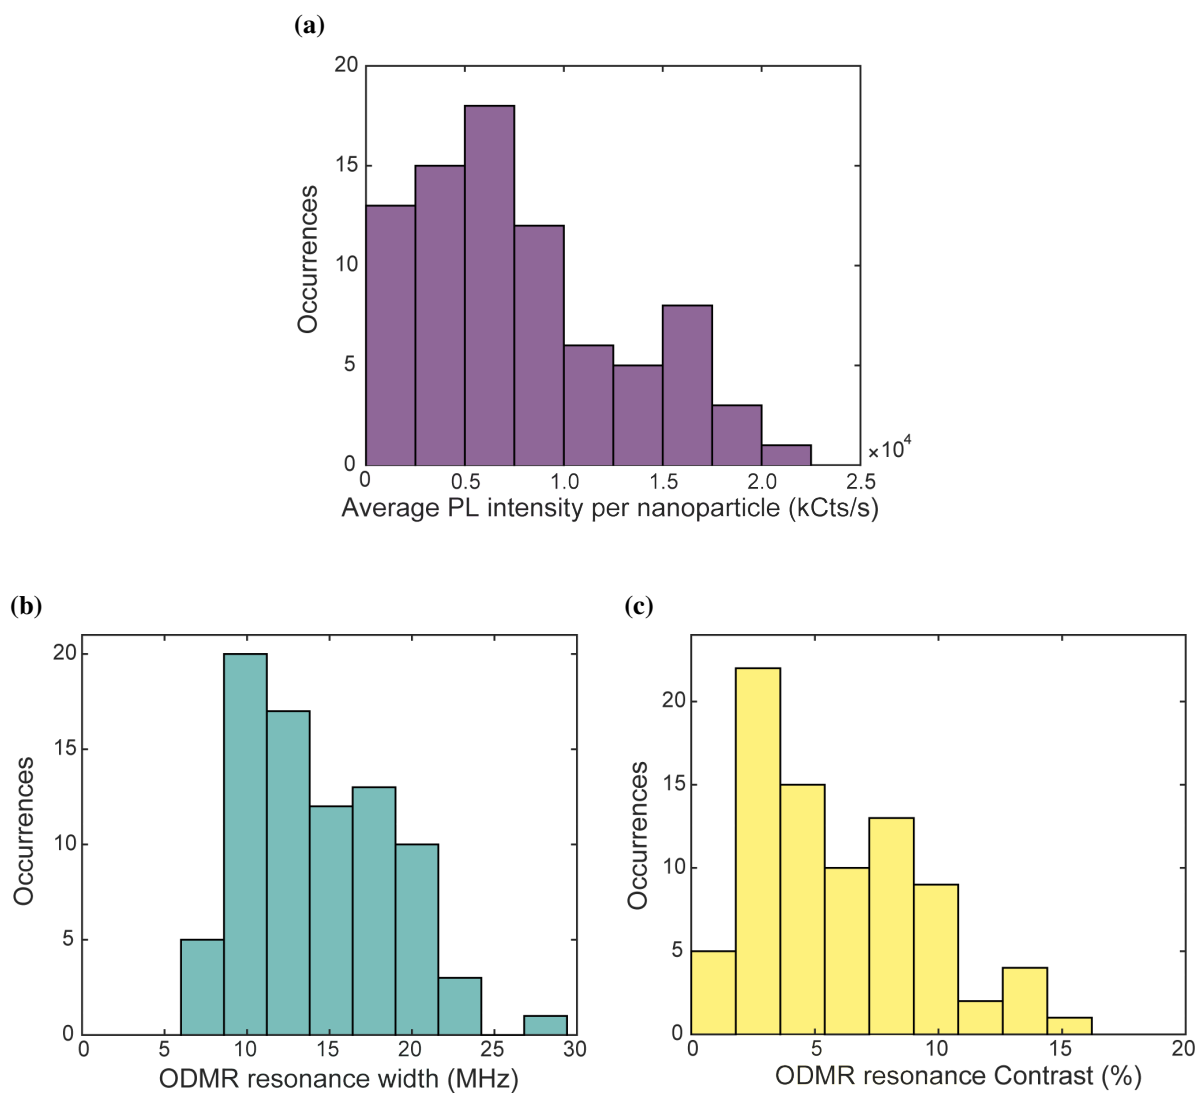 (a)
20
15
10
5
0
Occurrences
0 0.5 1.0 1.5 2.0 2.5
×10⁴
Average PL intensity per nanoparticle (kCts/s)
(b)
20
15
10
5
0
Occurrences
0 5 10 15 20 25 30
ODMR resonance width (MHz)
(c)
20
15
10
5
0
Occurrences
0 5 10 15 20
ODMR resonance Contrast (%)